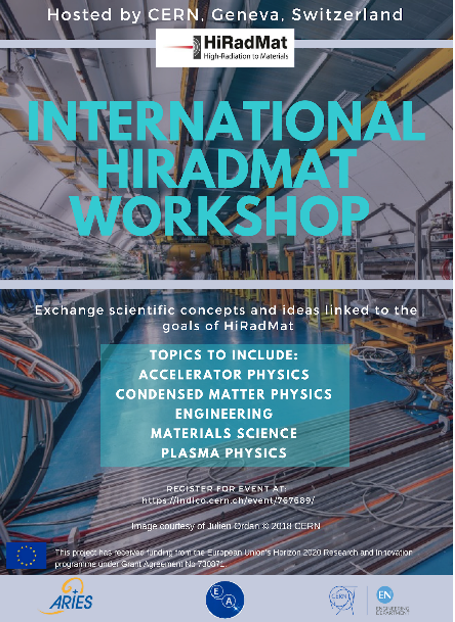 Hosted by CERN, Geneva, Switzerland
HiRadMat
High-Radiation to Materials
INTERNATIONAL
HIRADMAT
WORKSHOP
Exchange scientific concepts and ideas linked to the
goals of HiRadMat
TOPICS TO INCLUDE:
ACCELERATOR PHYSICS
CONDENSED MATTER PHYSICS
ENGINEERING
MATERIALS SCIENCE
PLASMA PHYSICS
REGISTER FOR EVENT AT:
https://indico.cern.ch/event/767689/
Image courtesy of Julien Ordan © 2018 CERN
This project has received funding from the European Union's Horizon 2020 Research and Innovation
programme under Grant Agreement No 730871
ARIES
E A
CERN
EN
ENGINEERING
DEPARTMENT